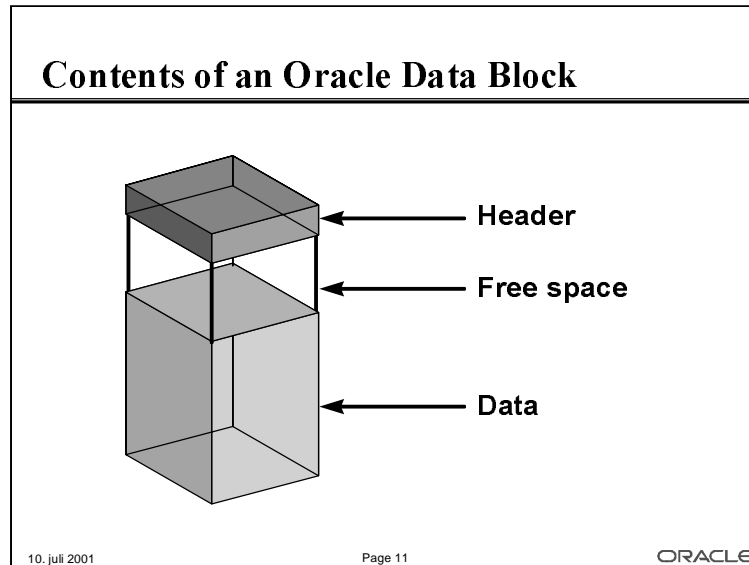 Contents of an Oracle Data Block
Header
Free space
Data
10. juli 2001
Page 11
ORACLE